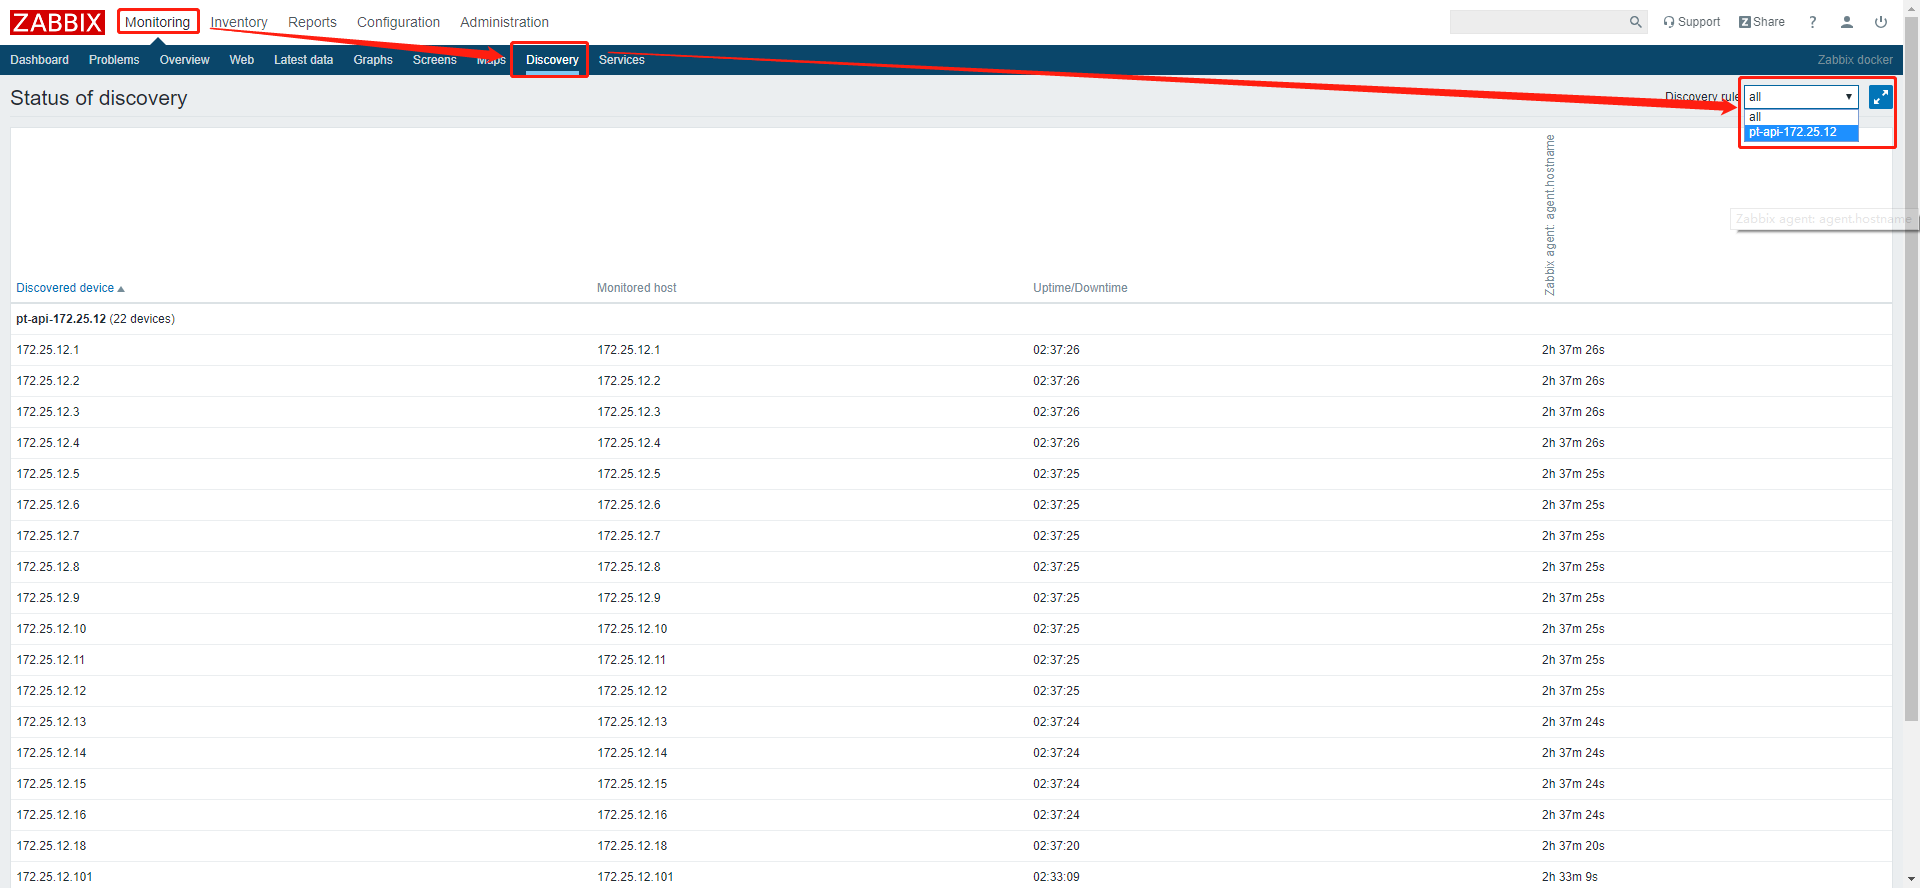 ZABBIX Monitoring Inventory Reports Configuration Administration Support Z Share ?
Dashboard Problems Overview Web Latest data Graphs Screens Maps Discovery Services Zabbix docker
Status of discovery Discovery rule all
all
pt-api-172.25.12
Zabbix agent: agent.hostname
Discovered device Monitored host Uptime/Downtime Zabbix agent: agent.hostname
pt-api-172.25.12 (22 devices)
172.25.12.1 172.25.12.1 02:37:26 2h 37m 26s
172.25.12.2 172.25.12.2 02:37:26 2h 37m 26s
172.25.12.3 172.25.12.3 02:37:26 2h 37m 26s
172.25.12.4 172.25.12.4 02:37:26 2h 37m 26s
172.25.12.5 172.25.12.5 02:37:25 2h 37m 25s
172.25.12.6 172.25.12.6 02:37:25 2h 37m 25s
172.25.12.7 172.25.12.7 02:37:25 2h 37m 25s
172.25.12.8 172.25.12.8 02:37:25 2h 37m 25s
172.25.12.9 172.25.12.9 02:37:25 2h 37m 25s
172.25.12.10 172.25.12.10 02:37:25 2h 37m 25s
172.25.12.11 172.25.12.11 02:37:25 2h 37m 25s
172.25.12.12 172.25.12.12 02:37:25 2h 37m 25s
172.25.12.13 172.25.12.13 02:37:24 2h 37m 24s
172.25.12.14 172.25.12.14 02:37:24 2h 37m 24s
172.25.12.15 172.25.12.15 02:37:24 2h 37m 24s
172.25.12.16 172.25.12.16 02:37:24 2h 37m 24s
172.25.12.18 172.25.12.18 02:37:20 2h 37m 20s
172.25.12.101 172.25.12.101 02:33:09 2h 33m 9s